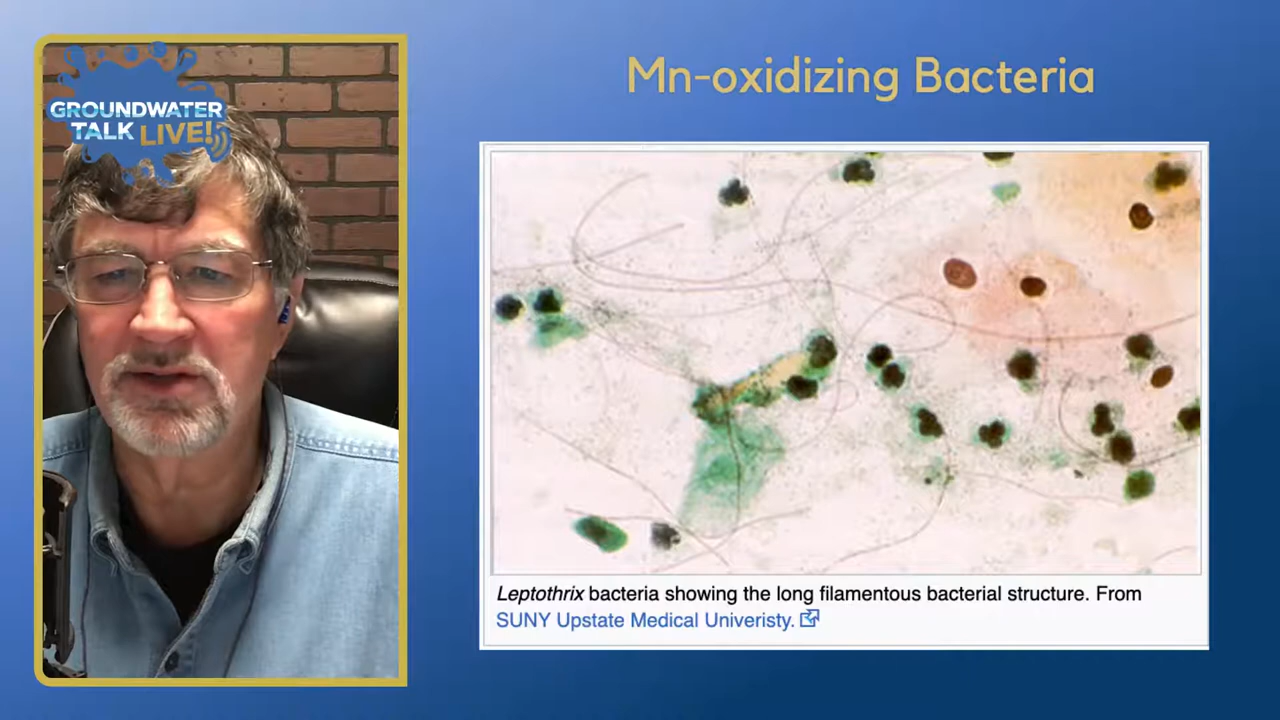 GROUNDWATER
TALK LIVE!
Mn-oxidizing Bacteria
Leptothrix bacteria showing the long filamentous bacterial structure. From
SUNY Upstate Medical Univeristy.